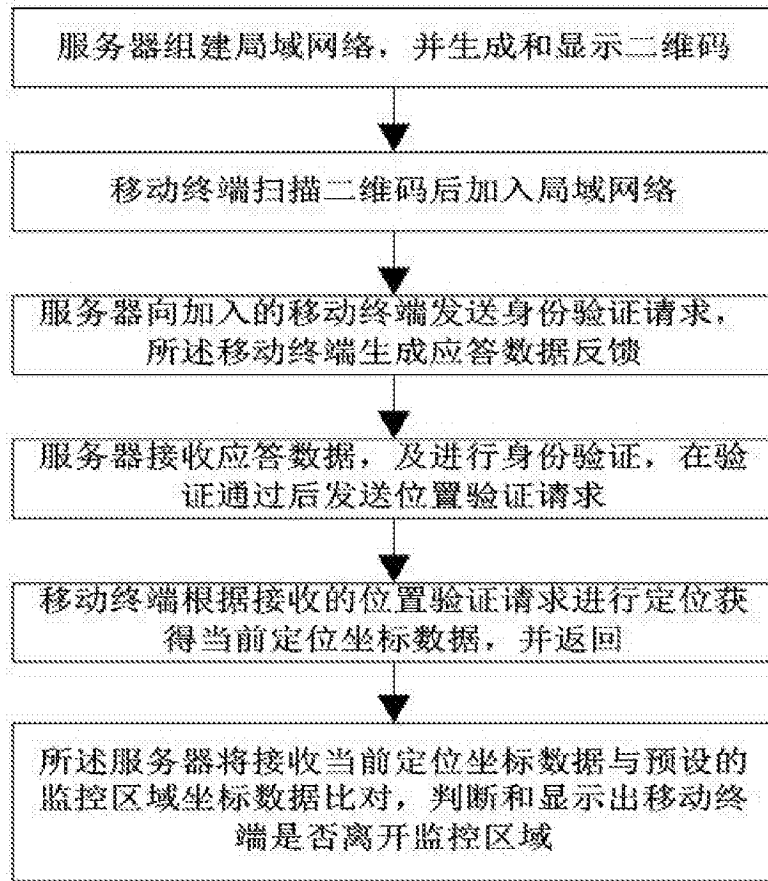 服务器组建局域网络，并生成和显示二维码
移动终端扫描二维码后加入局域网络
服务器向加入的移动终端发送身份验证请求，
所述移动终端生成应答数据反馈
服务器接收应答数据，及进行身份验证，在验
证通过后发送位置验证请求
移动终端根据接收的位置验证请求进行定位获
得当前定位坐标数据，并返回
所述服务器将接收当前定位坐标数据与预设的
监控区域坐标数据比对，判断和显示出移动终
端是否离开监控区域